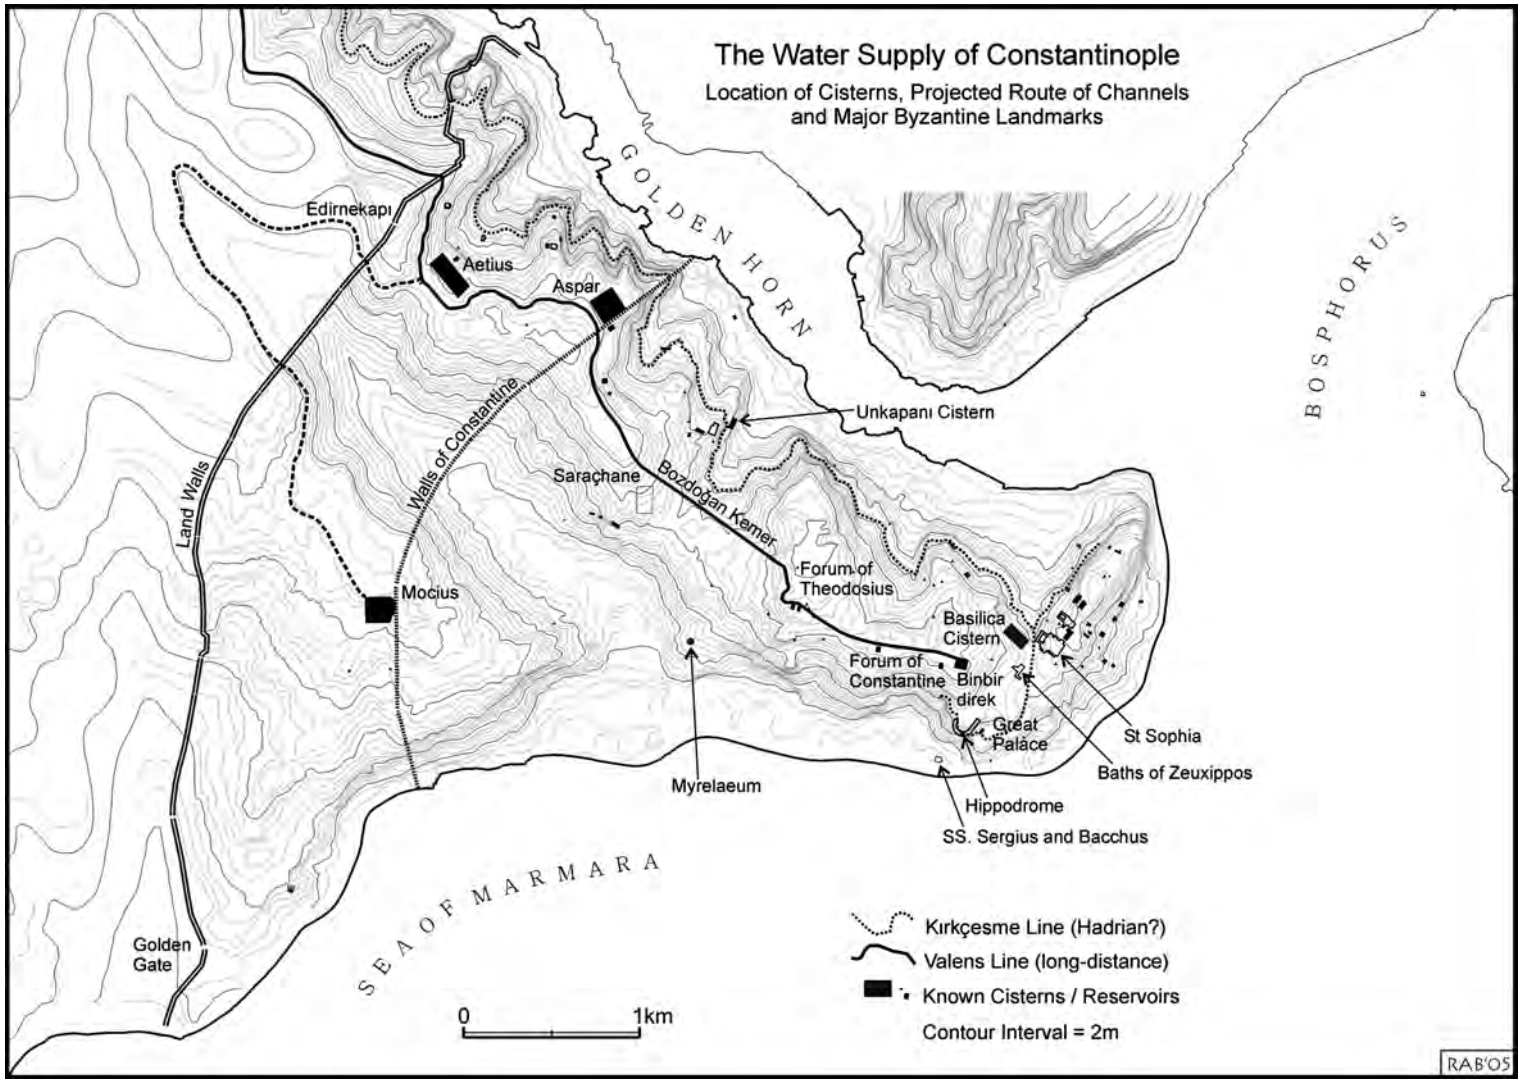 The Water Supply of Constantinople
Location of Cisterns, Projected Route of Channels
and Major Byzantine Landmarks
GOLDEN HORN
BOSPHORUS
Edirnekapı
Aetius
Aspar
Unkapanı Cistern
Walls of Constantine
Land Walls
Saraçhane
Bozdoğan Kemer
Mocius
Forum of
Theodosius
Basilica
Cistern
Forum of
Constantine
Binbir
direk
Great
Palace
St Sophia
Baths of Zeuxippos
Myrelaeum
Hippodrome
SS. Sergius and Bacchus
SEA OF MARMARA
Golden
Gate
Kırkçesme Line (Hadrian?)
Valens Line (long-distance)
Known Cisterns / Reservoirs
Contour Interval = 2m
0 1km
RAB'05